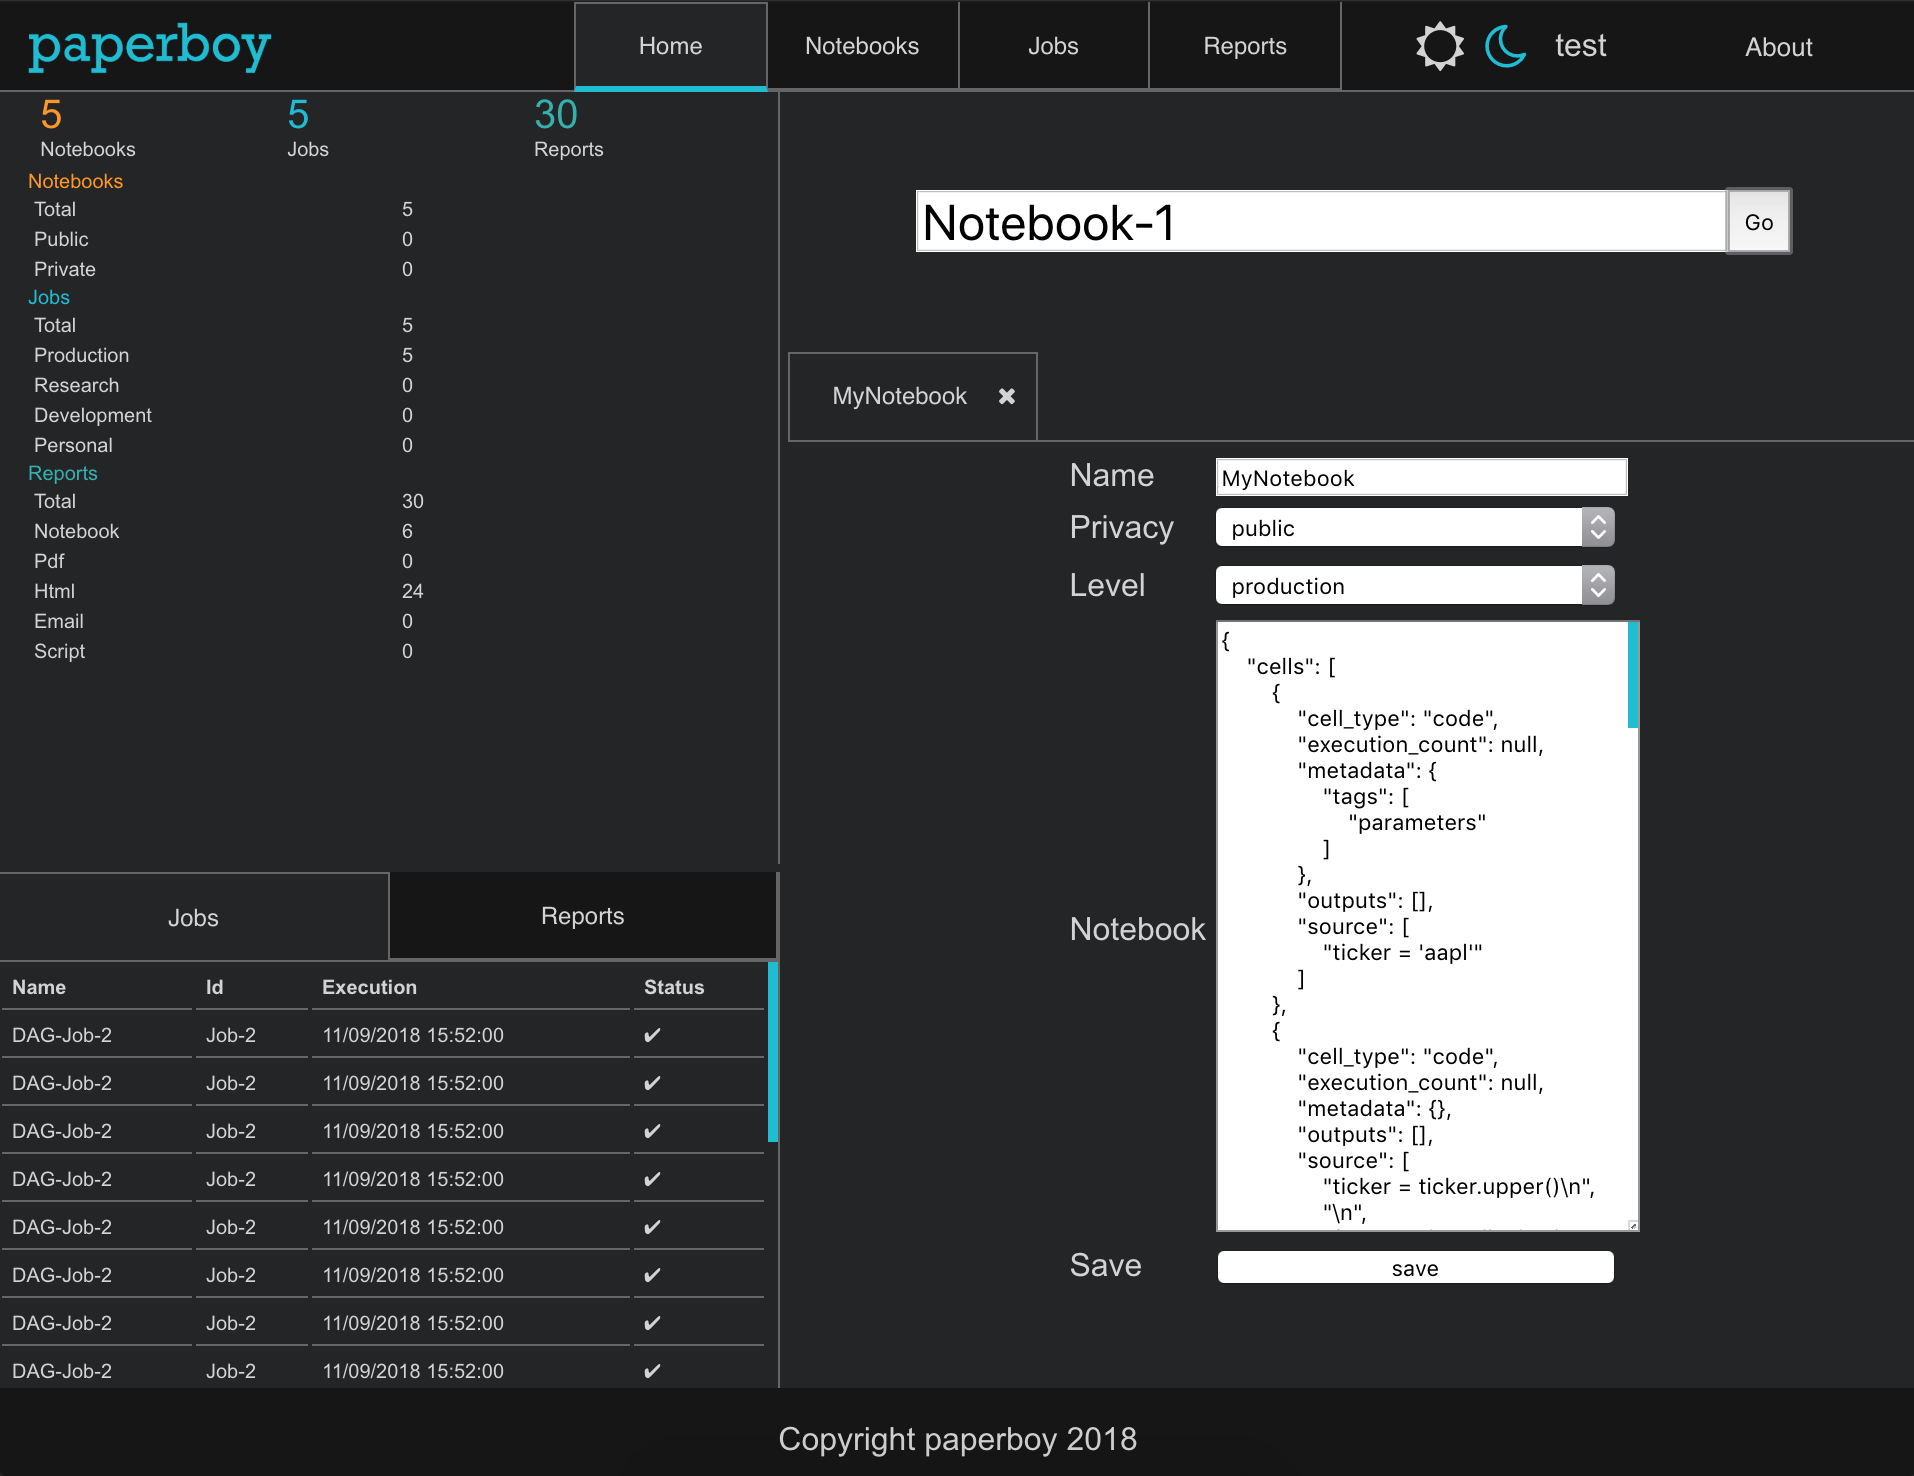 paperboy
Home
Notebooks
Jobs
Reports
test
About
5
Notebooks
5
Jobs
30
Reports
Notebooks
Total 5
Public 0
Private 0
Jobs
Total 5
Production 5
Research 0
Development 0
Personal 0
Reports
Total 30
Notebook 6
Pdf 0
Html 24
Email 0
Script 0
Jobs
Reports
Name Id Execution Status
DAG-Job-2 Job-2 11/09/2018 15:52:00 ✔
DAG-Job-2 Job-2 11/09/2018 15:52:00 ✔
DAG-Job-2 Job-2 11/09/2018 15:52:00 ✔
DAG-Job-2 Job-2 11/09/2018 15:52:00 ✔
DAG-Job-2 Job-2 11/09/2018 15:52:00 ✔
DAG-Job-2 Job-2 11/09/2018 15:52:00 ✔
DAG-Job-2 Job-2 11/09/2018 15:52:00 ✔
DAG-Job-2 Job-2 11/09/2018 15:52:00 ✔
Notebook-1
Go
MyNotebook ✖
Name MyNotebook
Privacy public
Level production
Notebook
{
"cells": [
{
"cell_type": "code",
"execution_count": null,
"metadata": {
"tags": [
"parameters"
]
},
"outputs": [],
"source": [
"ticker = 'aapl'"
]
},
{
"cell_type": "code",
"execution_count": null,
"metadata": {},
"outputs": [],
"source": [
"ticker = ticker.upper()\n",
"\n",
Save save
Copyright paperboy 2018